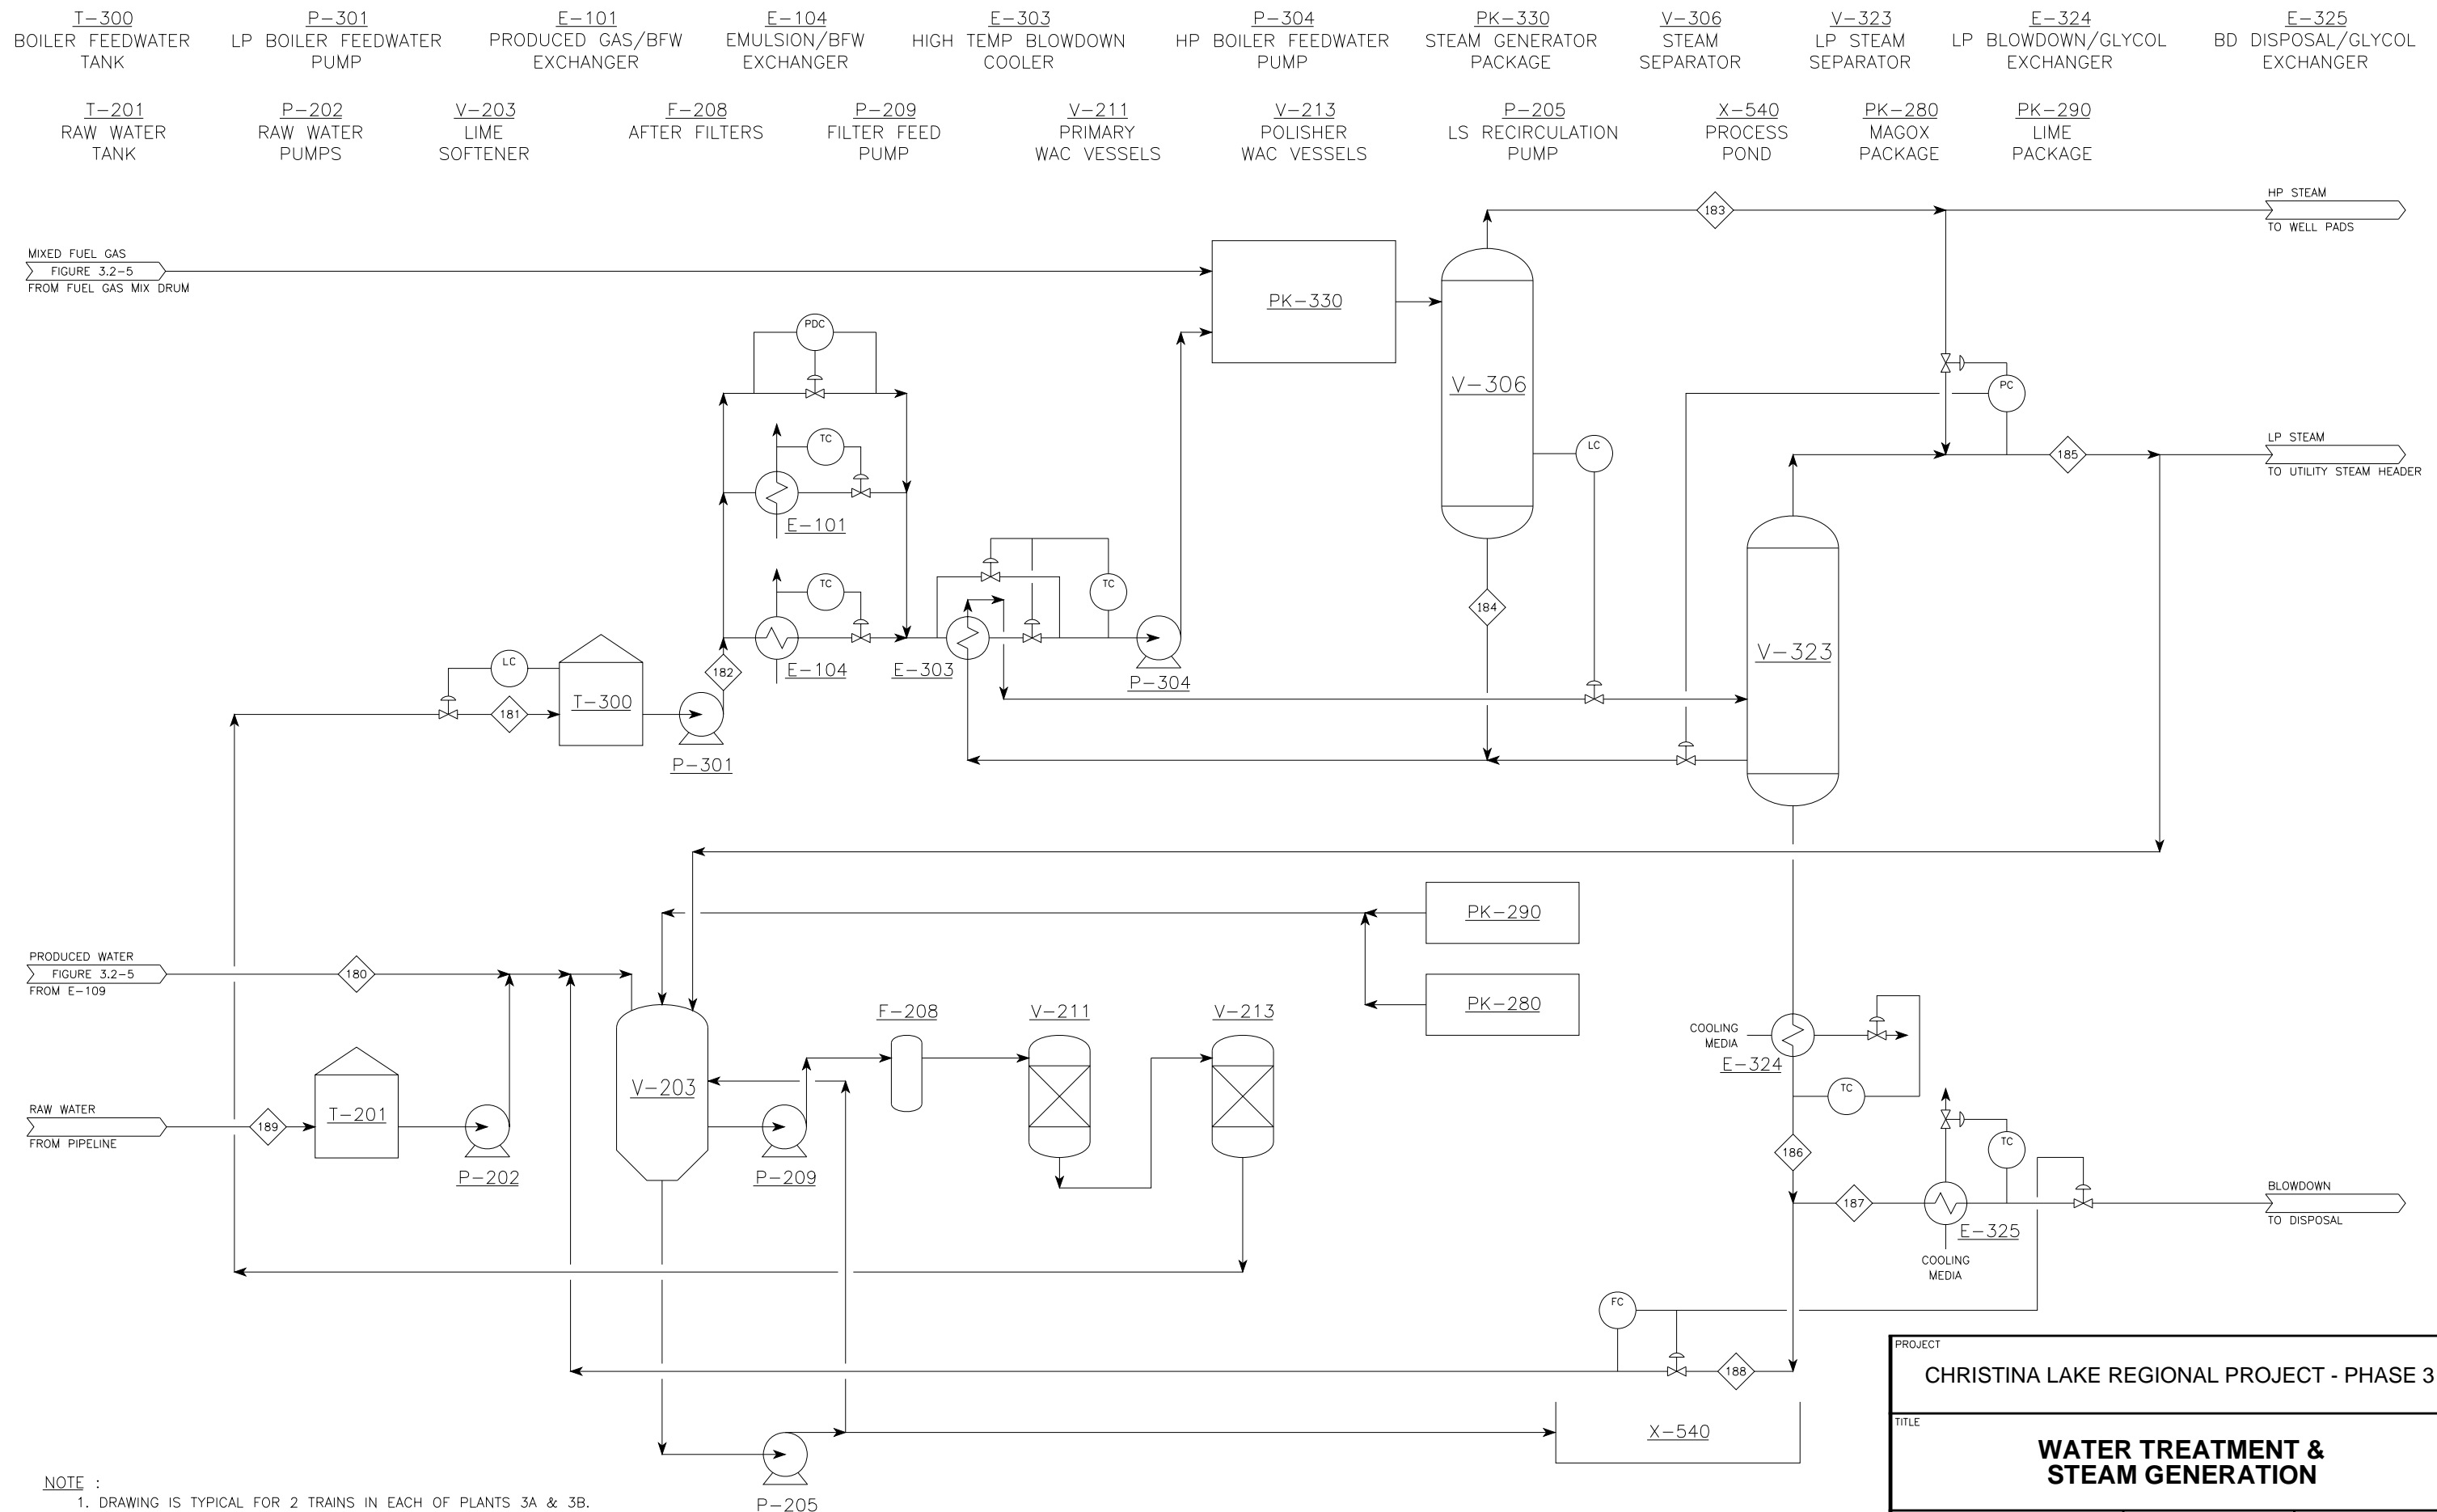 T-300
BOILER FEEDWATER
TANK
P-301
LP BOILER FEEDWATER
PUMP
E-101
PRODUCED GAS/BFW
EXCHANGER
E-104
EMULSION/BFW
EXCHANGER
E-303
HIGH TEMP BLOWDOWN
COOLER
P-304
HP BOILER FEEDWATER
PUMP
PK-330
STEAM GENERATOR
PACKAGE
V-306
STEAM
SEPARATOR
V-323
LP STEAM
SEPARATOR
E-324
LP BLOWDOWN/GLYCOL
EXCHANGER
E-325
BD DISPOSAL/GLYCOL
EXCHANGER
T-201
RAW WATER
TANK
P-202
RAW WATER
PUMPS
V-203
LIME
SOFTENER
F-208
AFTER FILTERS
P-209
FILTER FEED
PUMP
V-211
PRIMARY
WAC VESSELS
V-213
POLISHER
WAC VESSELS
P-205
LS RECIRCULATION
PUMP
X-540
PROCESS
POND
PK-280
MAGOX
PACKAGE
PK-290
LIME
PACKAGE
HP STEAM
TO WELL PADS
183
MIXED FUEL GAS
FIGURE 3.2-5
FROM FUEL GAS MIX DRUM
PK-330
PDC
V-306
PC
TC
E-101
LC
LP STEAM
TO UTILITY STEAM HEADER
185
TC
E-104
TC
E-303
P-304
184
V-323
LC
181
T-300
182
P-301
PK-290
PK-280
PRODUCED WATER
FIGURE 3.2-5
FROM E-109
180
F-208
V-211
V-213
COOLING
MEDIA
E-324
V-203
TC
RAW WATER
FROM PIPELINE
189
T-201
P-202
P-209
186
TC
187
E-325
COOLING
MEDIA
BLOWDOWN
TO DISPOSAL
FC
188
X-540
P-205
NOTE :
1. DRAWING IS TYPICAL FOR 2 TRAINS IN EACH OF PLANTS 3A & 3B.
PROJECT
CHRISTINA LAKE REGIONAL PROJECT - PHASE 3
TITLE
WATER TREATMENT &
STEAM GENERATION